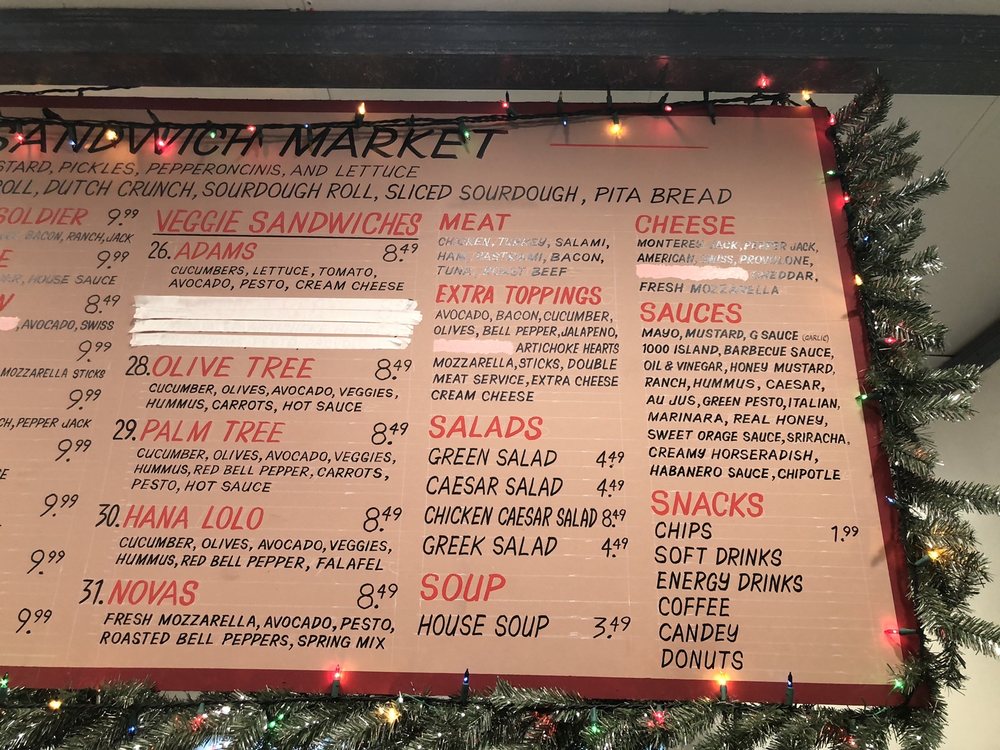 SANDWICH MARKET
STARD, PICKLES, PEPPERONCINIS, AND LETTUCE
ROLL, DUTCH CRUNCH, SOURDOUGH ROLL, SLICED SOURDOUGH, PITA BREAD
SOLDIER 9.99
BACON, RANCH, JACK
E 9.99
HOUSE SAUCE
8.49
, AVOCADO, SWISS
9.99
MOZZARELLA STICKS
9.99
CH, PEPPER JACK
9.99
9.99
9.99
9.99
VEGGIE SANDWICHES
26. ADAMS 8.49
CUCUMBERS, LETTUCE, TOMATO,
AVOCADO, PESTO, CREAM CHEESE
28. OLIVE TREE 8.49
CUCUMBER, OLIVES, AVOCADO, VEGGIES,
HUMMUS, CARROTS, HOT SAUCE
29. PALM TREE 8.49
CUCUMBER, OLIVES, AVOCADO, VEGGIES,
HUMMUS, RED BELL PEPPER, CARROTS,
PESTO, HOT SAUCE
30. HANA LOLO 8.49
CUCUMBER, OLIVES, AVOCADO, VEGGIES,
HUMMUS, RED BELL PEPPER, FALAFEL
31. NOVAS 8.49
FRESH MOZZARELLA, AVOCADO, PESTO,
ROASTED BELL PEPPERS, SPRING MIX
MEAT
CHICKEN, TURKEY, SALAMI,
HAM, PASTRAMI, BACON,
TUNA, ROAST BEEF
EXTRA TOPPINGS
AVOCADO, BACON, CUCUMBER,
OLIVES, BELL PEPPER, JALAPENO,
ARTICHOKE HEARTS
MOZZARELLA, STICKS, DOUBLE
MEAT SERVICE, EXTRA CHEESE
CREAM CHEESE
SALADS
GREEN SALAD 4.49
CAESAR SALAD 4.49
CHICKEN CAESAR SALAD 8.49
GREEK SALAD 4.49
SOUP
HOUSE SOUP 3.49
CHEESE
MONTEREY JACK, PEPPER JACK,
AMERICAN, SWISS, PROVOLONE,
CHEDDAR,
FRESH MOZZARELLA
SAUCES
MAYO, MUSTARD, G SAUCE (GARLIC)
1000 ISLAND, BARBECUE SAUCE,
OIL & VINEGAR, HONEY MUSTARD,
RANCH, HUMMUS, CAESAR,
AU JUS, GREEN PESTO, ITALIAN,
MARINARA, REAL HONEY,
SWEET ORAGE SAUCE, SRIRACHA,
CREAMY HORSERADISH,
HABANERO SAUCE, CHIPOTLE
SNACKS
CHIPS 1.99
SOFT DRINKS
ENERGY DRINKS
COFFEE
CANDEY
DONUTS